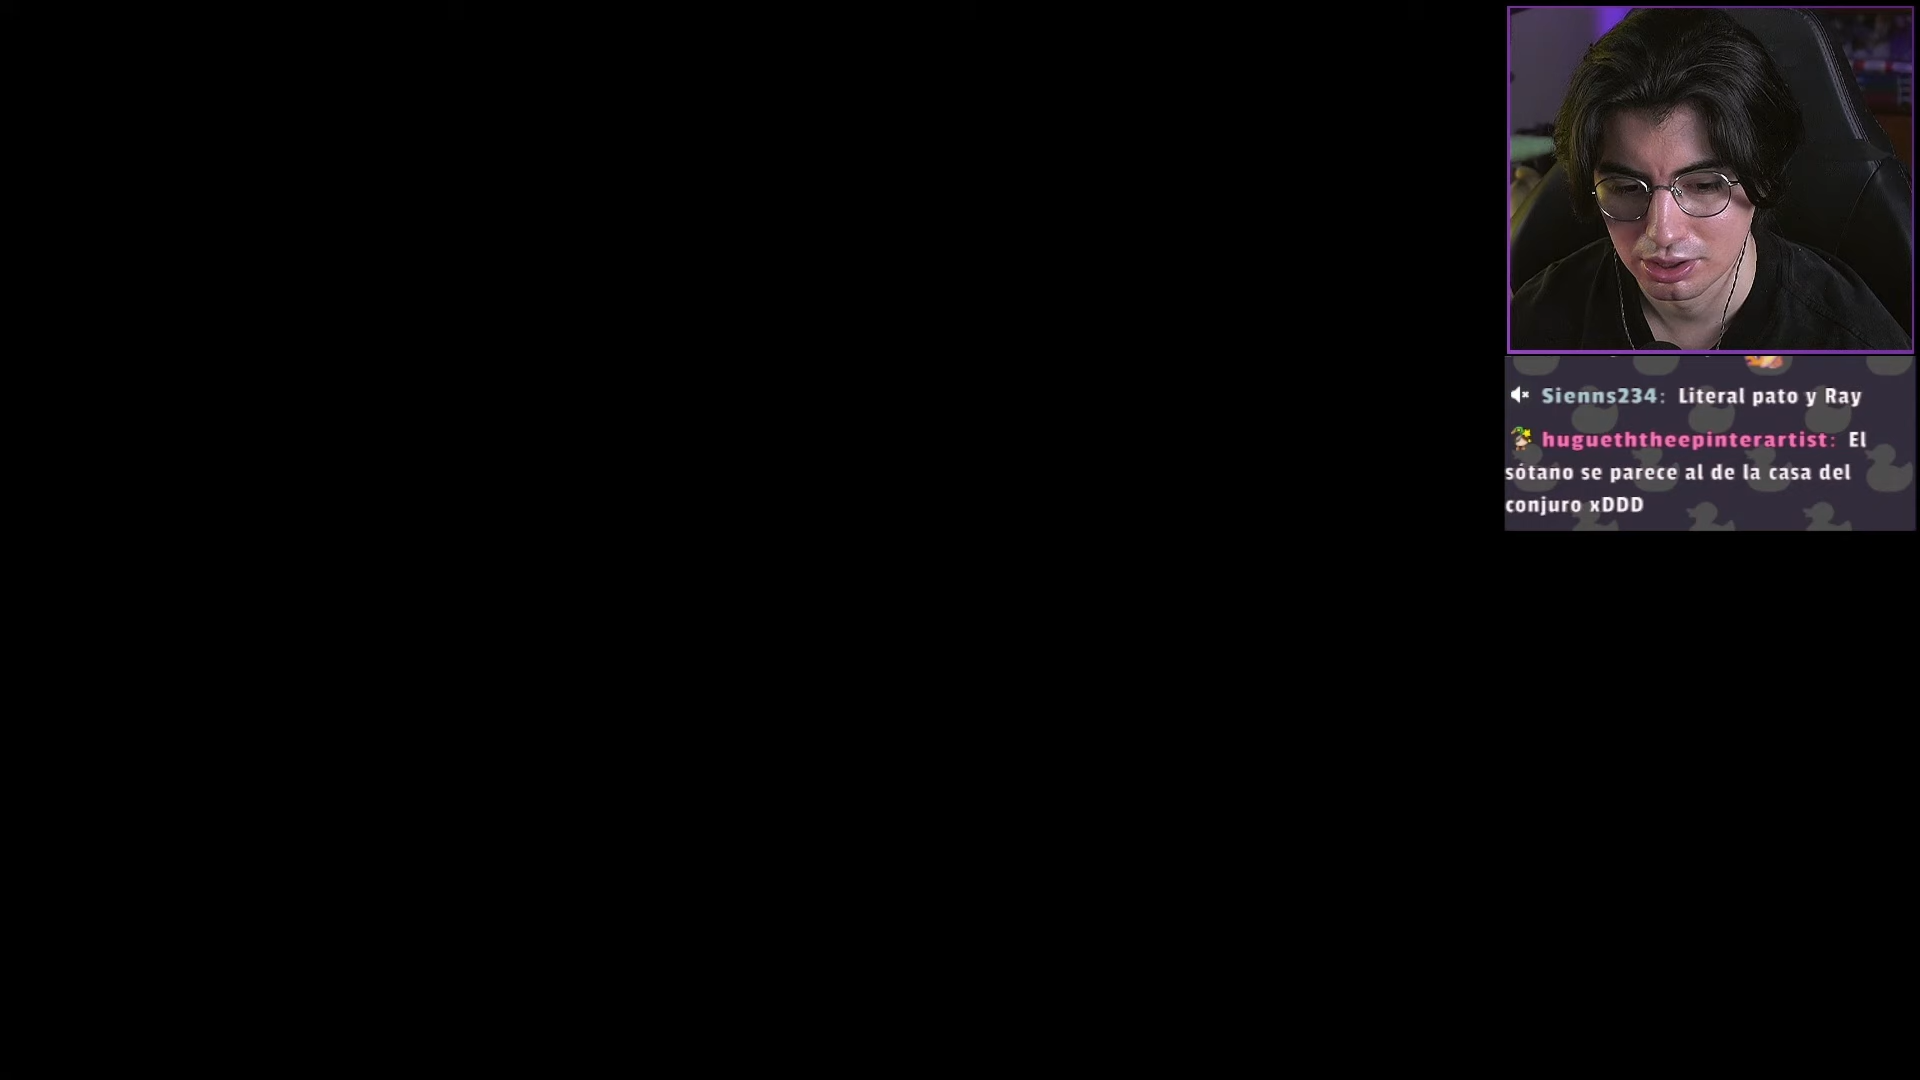 Sienns234: Literal pato y Ray
hugueththeepinterartist: El
sótano se parece al de la casa del
conjuro xDDD